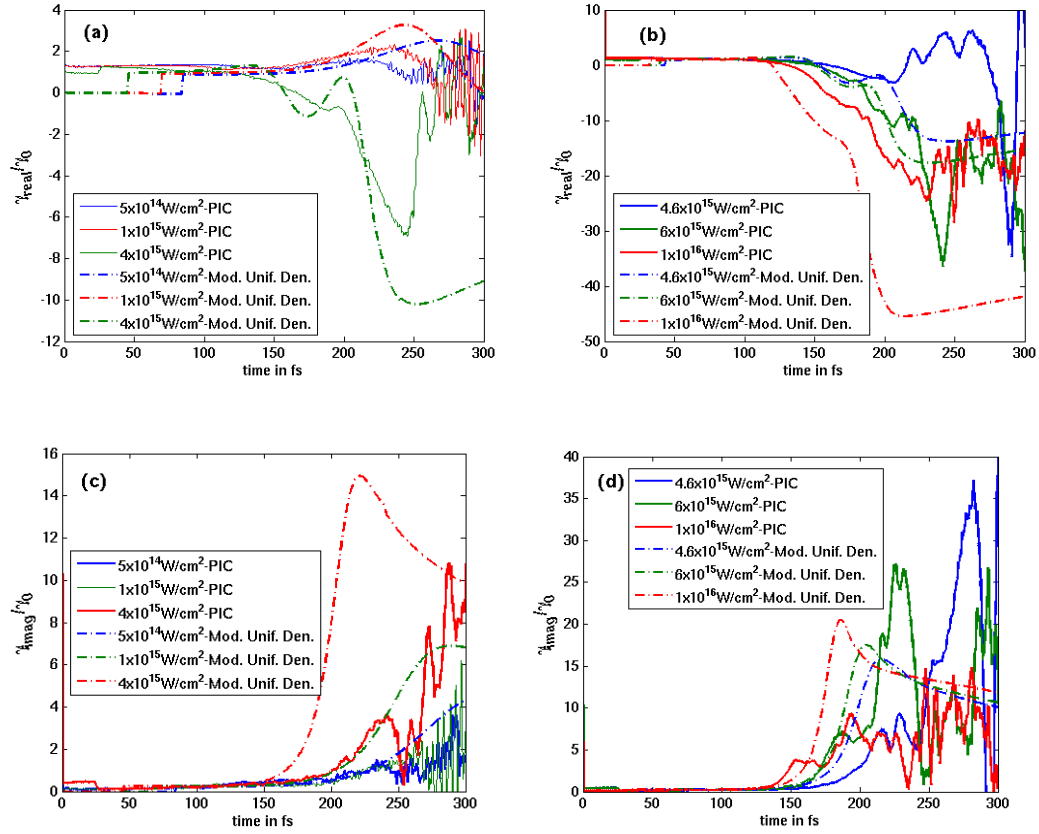 (a)
4
2
0
-2
-4
-6
-8
-10
-12
γreal/γ0
5x10^14W/cm^2-PIC
1x10^15W/cm^2-PIC
4x10^15W/cm^2-PIC
5x10^14W/cm^2-Mod. Unif. Den.
1x10^15W/cm^2-Mod. Unif. Den.
4x10^15W/cm^2-Mod. Unif. Den.
0 50 100 150 200 250 300
time in fs
(b)
10
0
-10
-20
-30
-40
-50
γreal/γ0
4.6x10^15W/cm^2-PIC
6x10^15W/cm^2-PIC
1x10^16W/cm^2-PIC
4.6x10^15W/cm^2-Mod. Unif. Den.
6x10^15W/cm^2-Mod. Unif. Den.
1x10^16W/cm^2-Mod. Unif. Den.
0 50 100 150 200 250 300
time in fs
(c)
16
14
12
10
8
6
4
2
0
γimag/γ0
5x10^14W/cm^2-PIC
1x10^15W/cm^2-PIC
4x10^15W/cm^2-PIC
5x10^14W/cm^2-Mod. Unif. Den.
1x10^15W/cm^2-Mod. Unif. Den.
4x10^15W/cm^2-Mod. Unif. Den.
0 50 100 150 200 250 300
time in fs
(d)
40
35
30
25
20
15
10
5
0
γimag/γ0
4.6x10^15W/cm^2-PIC
6x10^15W/cm^2-PIC
1x10^16W/cm^2-PIC
4.6x10^15W/cm^2-Mod. Unif. Den.
6x10^15W/cm^2-Mod. Unif. Den.
1x10^16W/cm^2-Mod. Unif. Den.
0 50 100 150 200 250 300
time in fs